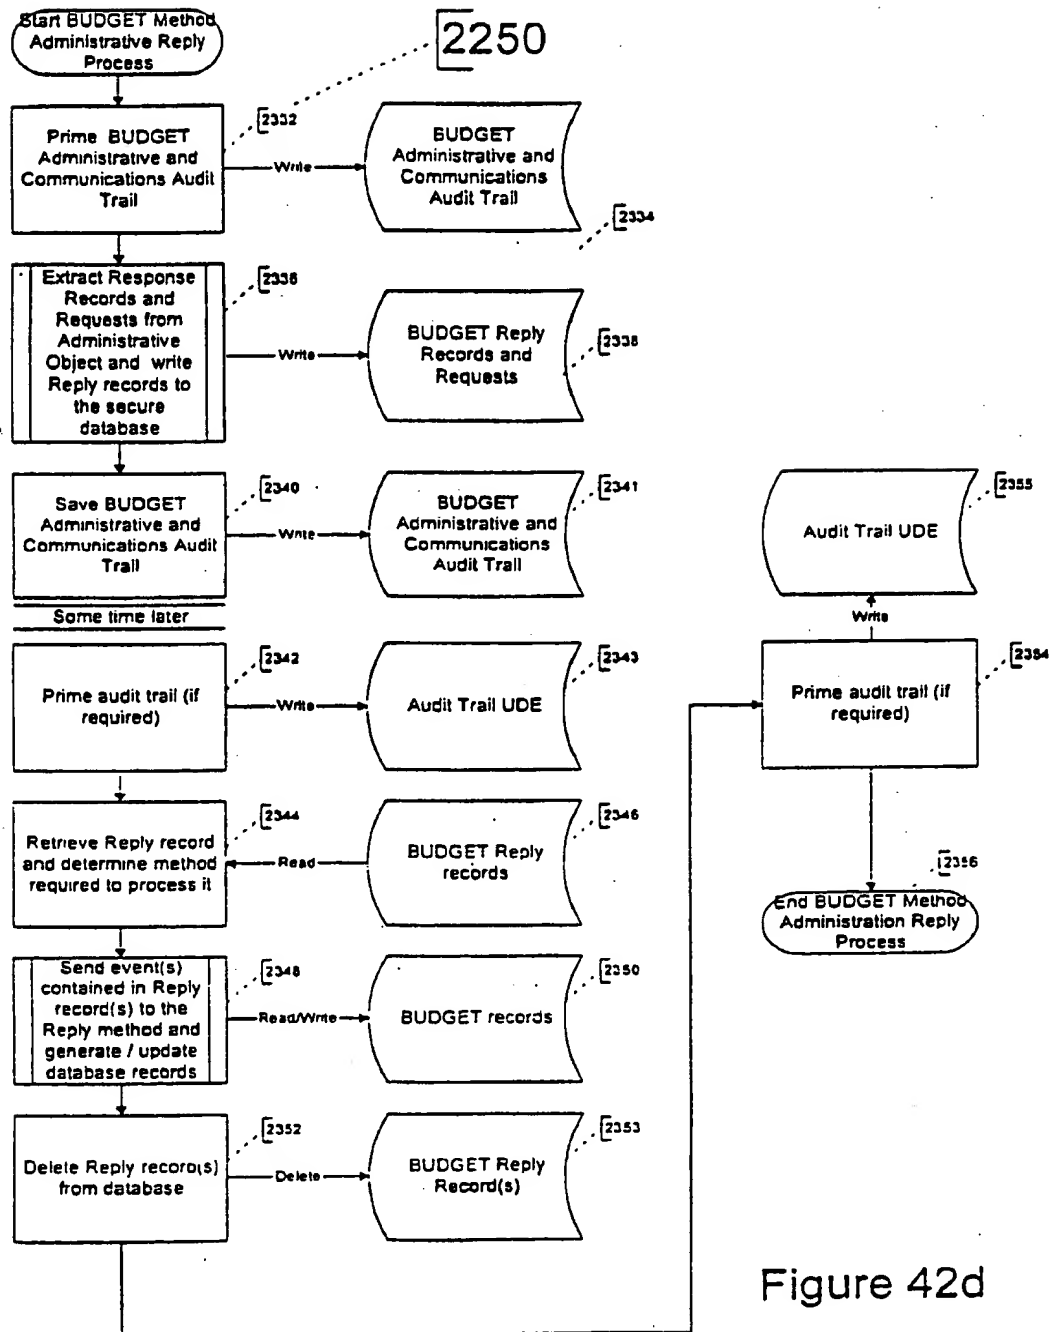 Start BUDGET Method
Administrative Reply
Process
2250
Prime BUDGET
Administrative and
Communications Audit
Trail
2332
Write
BUDGET
Administrative and
Communications
Audit Trail
2334
Extract Response
Records and
Requests from
Administrative
Object and write
Reply records to
the secure
database
2336
Write
BUDGET Reply
Records and
Requests
2338
Save BUDGET
Administrative and
Communications Audit
Trail
2340
Write
BUDGET
Administrative and
Communications
Audit Trail
2341
Some time later
Prime audit trail (if
required)
2342
Write
Audit Trail UDE
2343
Retrieve Reply record
and determine method
required to process it
2344
Read
BUDGET Reply
records
2346
Send event(s)
contained in Reply
record(s) to the
Reply method and
generate / update
database records
2348
Read/Write
BUDGET records
2350
Delete Reply record(s)
from database
2352
Delete
BUDGET Reply
Record(s)
2353
Audit Trail UDE
2355
Write
Prime audit trail (if
required)
2354
End BUDGET Method
Administration Reply
Process
2356
Figure 42d